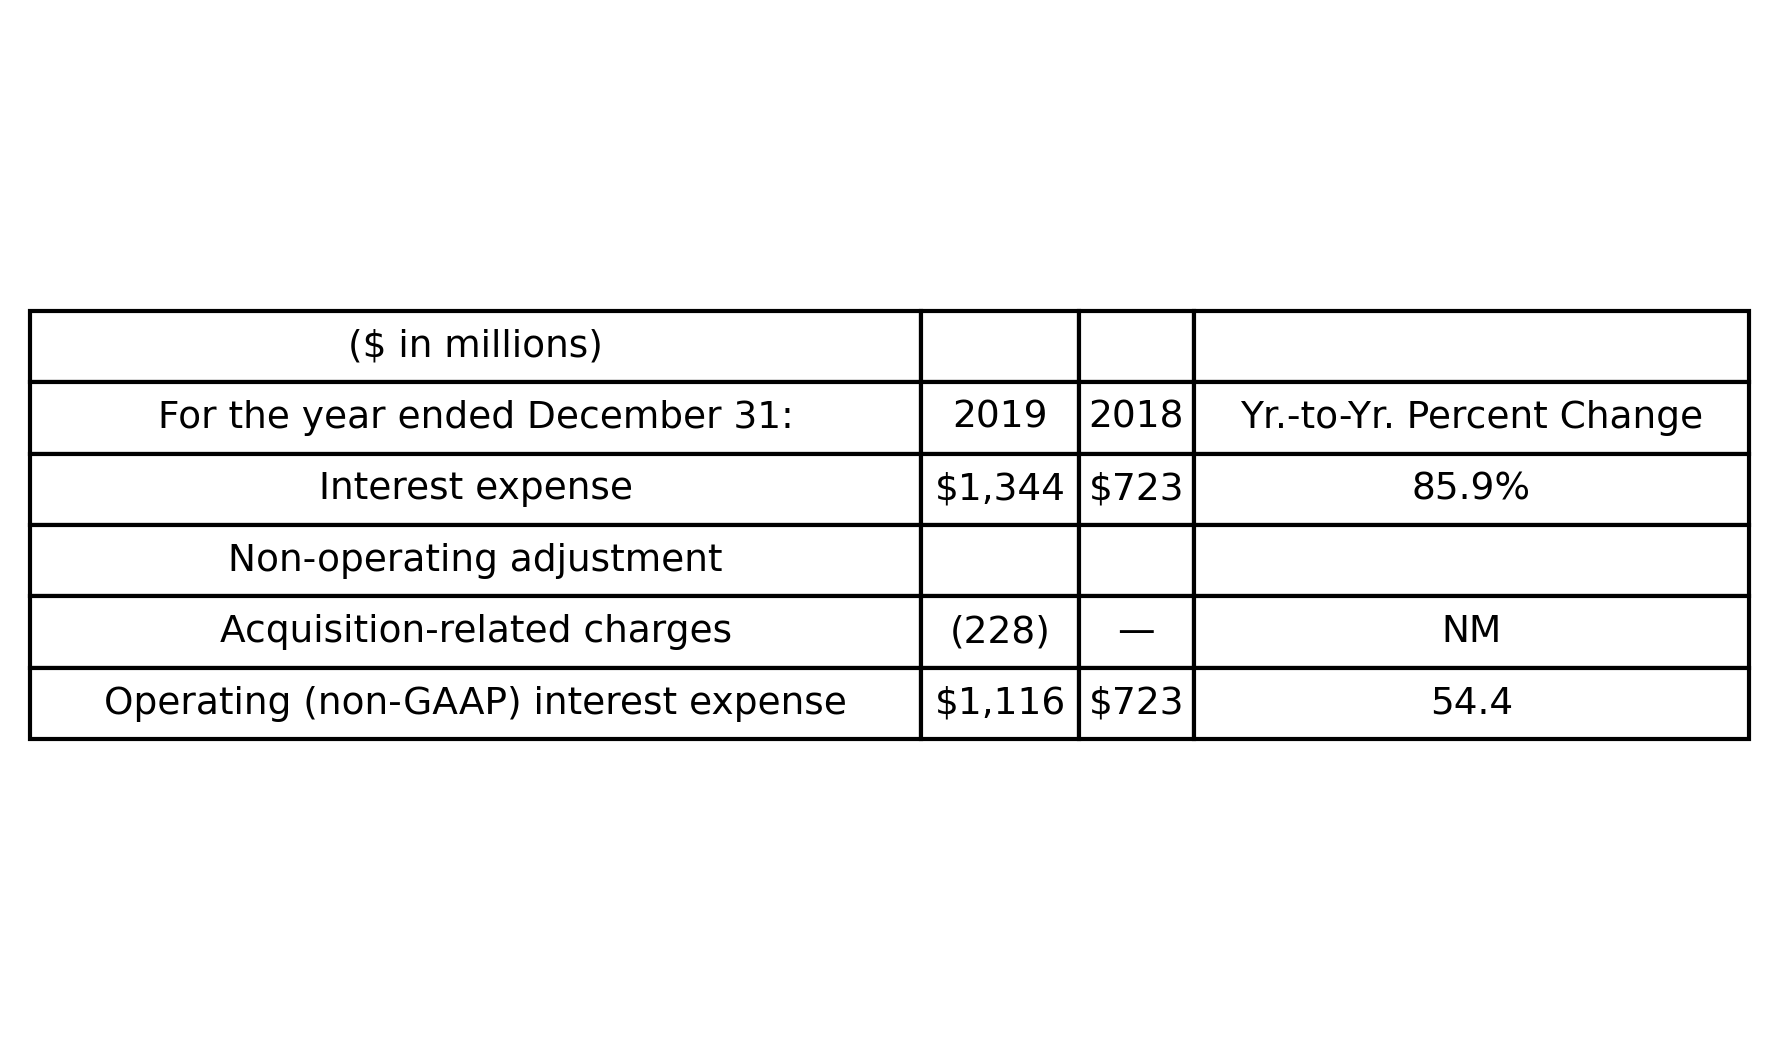 ($ in millions)
For the year ended December 31: 2019 2018 Yr.-to-Yr. Percent Change
Interest expense $1,344 $723 85.9%
Non-operating adjustment
Acquisition-related charges (228) — NM
Operating (non-GAAP) interest expense $1,116 $723 54.4